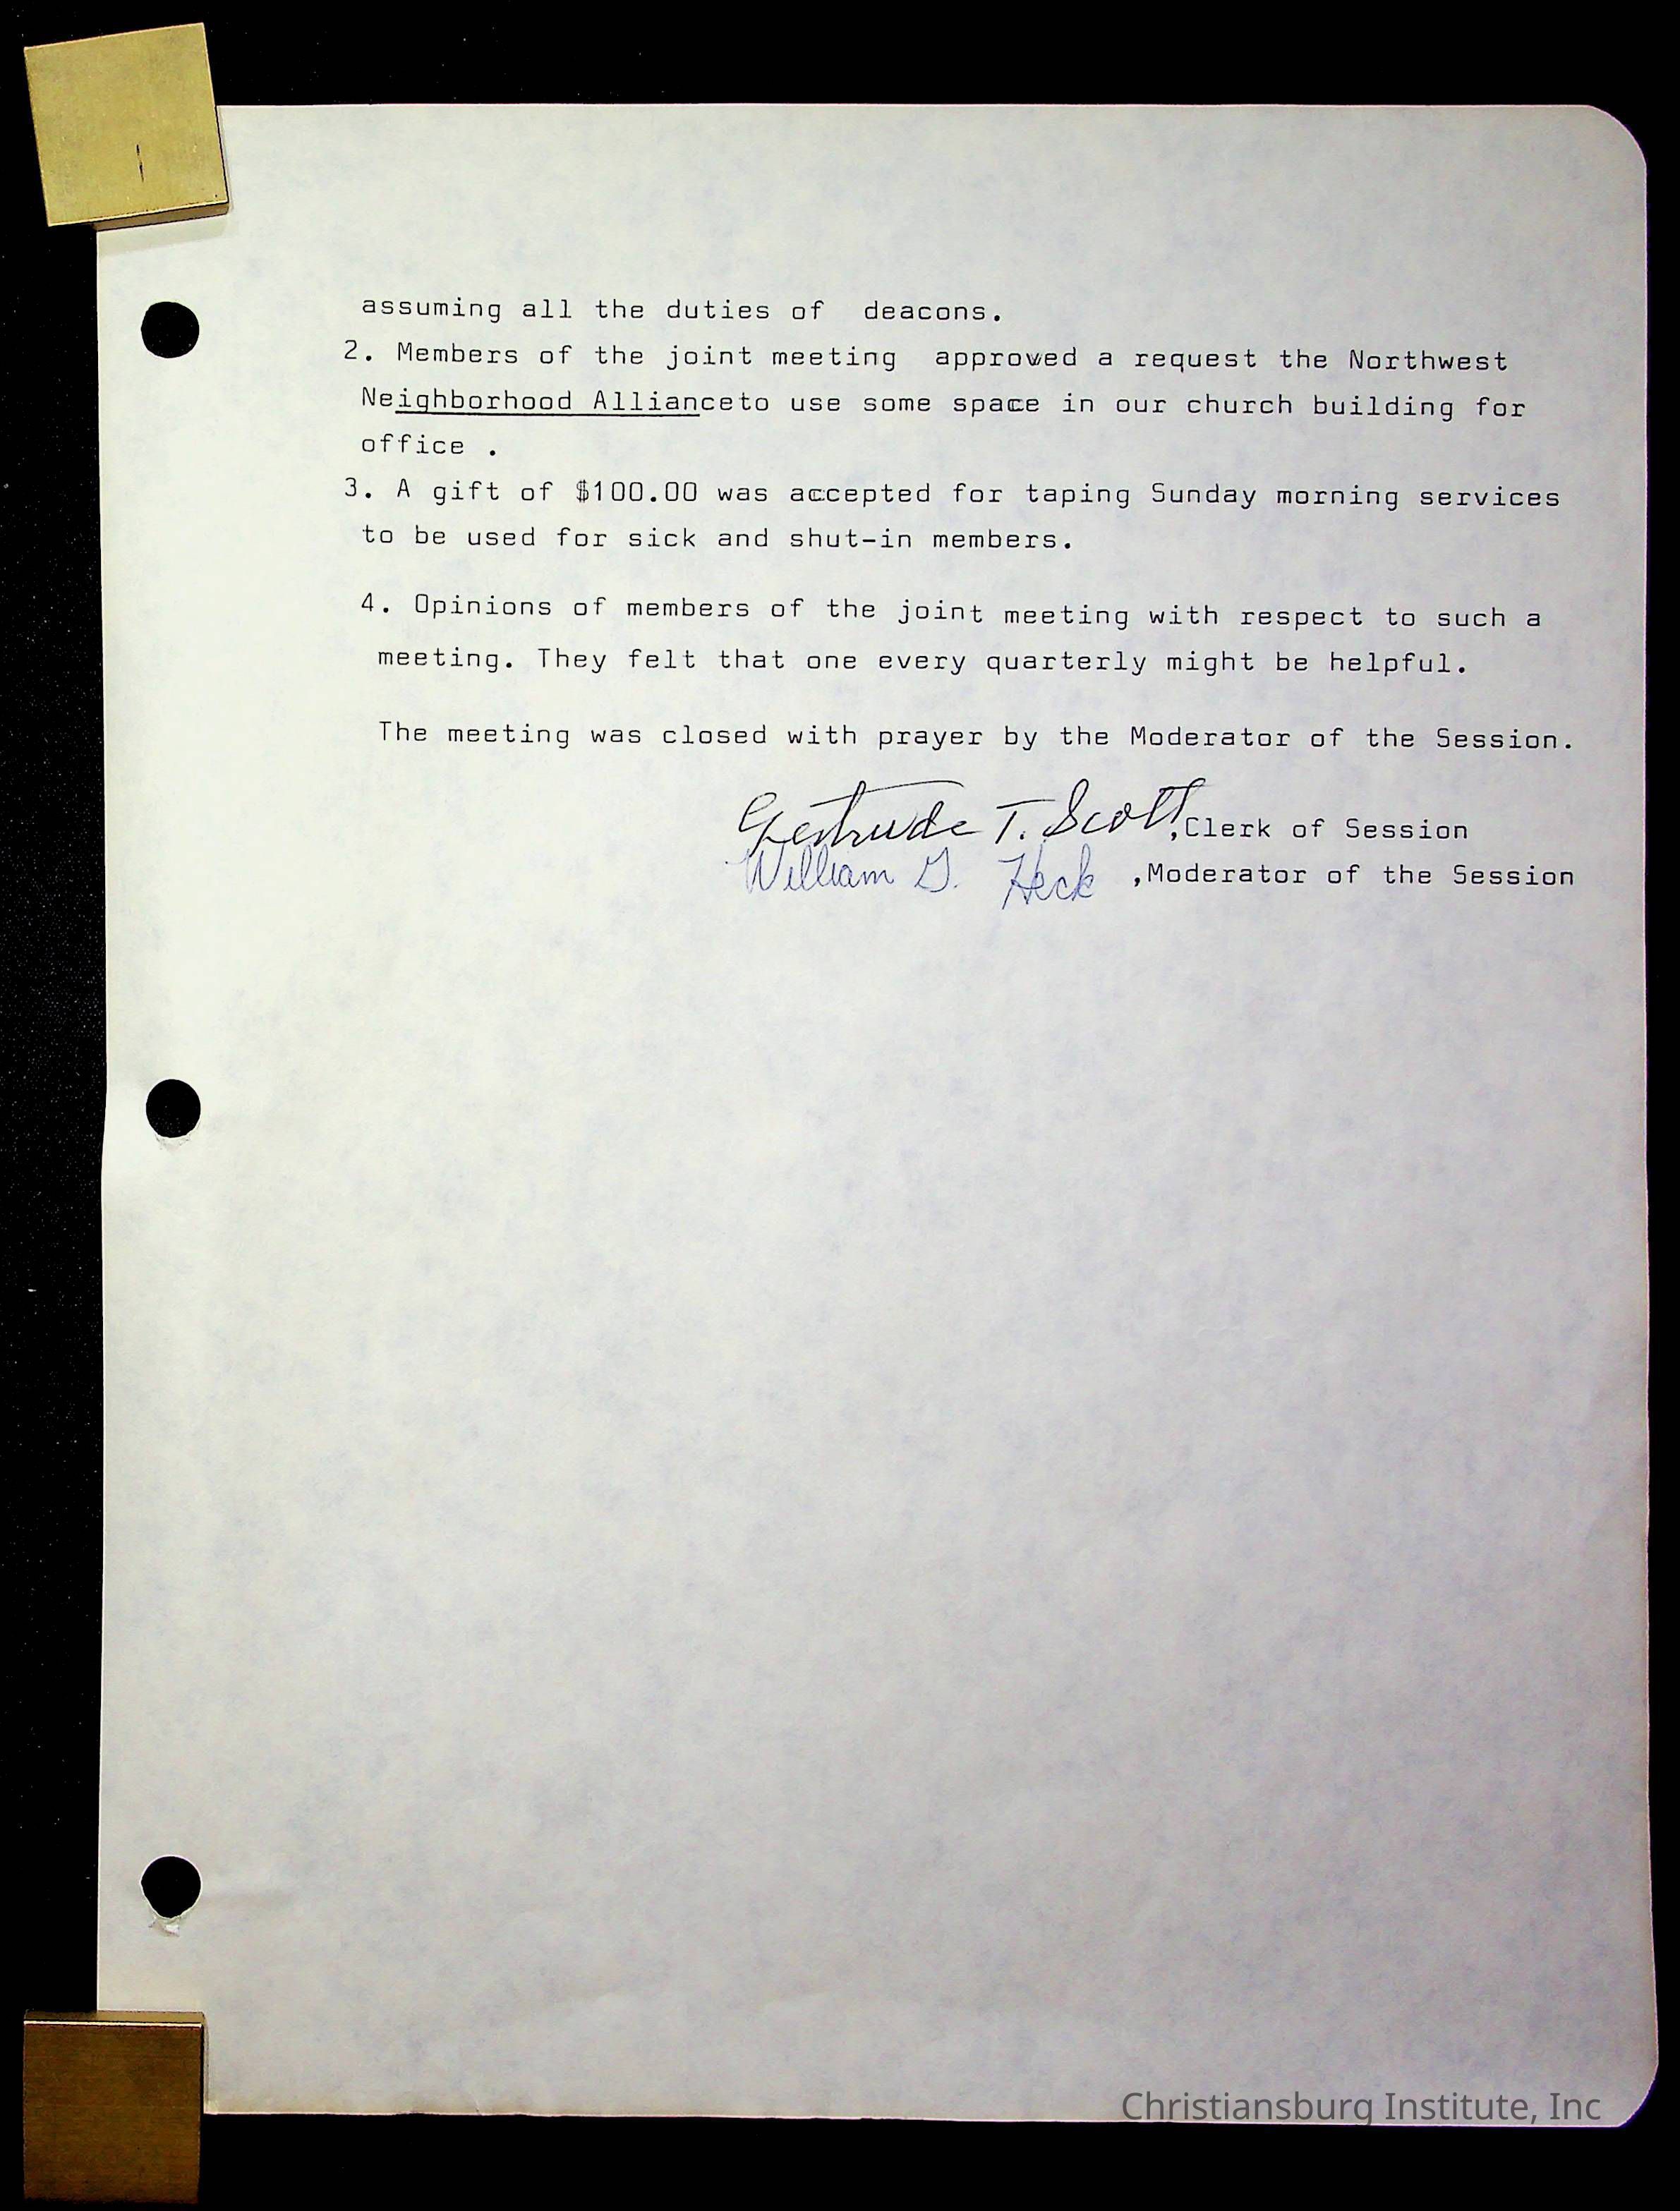 assuming all the duties of  deacons.
2. Members of the joint meeting  approved a request the Northwest
Neighborhood Allianceto use some space in our church building for
office .
3. A gift of $100.00 was accepted for taping Sunday morning services
to be used for sick and shut-in members.
4. Opinions of members of the joint meeting with respect to such a
meeting. They felt that one every quarterly might be helpful.
The meeting was closed with prayer by the Moderator of the Session.
Gertrude T. Scott,Clerk of Session
William G. Heck ,Moderator of the Session
Christiansburg Institute, Inc